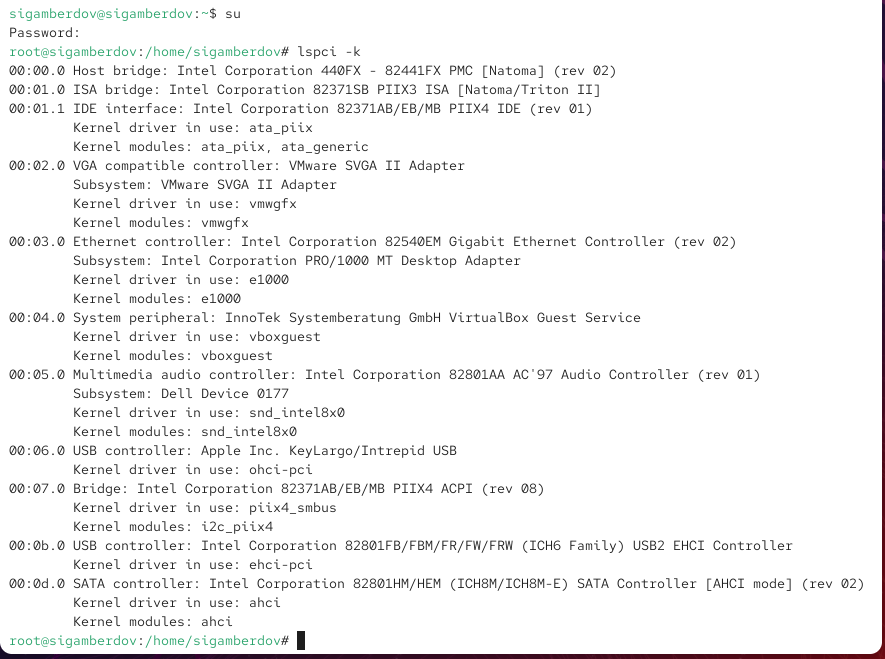 sigamberdov@sigamberdov:~$ su
Password:
root@sigamberdov:/home/sigamberdov# lspci -k
00:00.0 Host bridge: Intel Corporation 440FX - 82441FX PMC [Natoma] (rev 02)
00:01.0 ISA bridge: Intel Corporation 82371SB PIIX3 ISA [Natoma/Triton II]
00:01.1 IDE interface: Intel Corporation 82371AB/EB/MB PIIX4 IDE (rev 01)
        Kernel driver in use: ata_piix
        Kernel modules: ata_piix, ata_generic
00:02.0 VGA compatible controller: VMware SVGA II Adapter
        Subsystem: VMware SVGA II Adapter
        Kernel driver in use: vmwgfx
        Kernel modules: vmwgfx
00:03.0 Ethernet controller: Intel Corporation 82540EM Gigabit Ethernet Controller (rev 02)
        Subsystem: Intel Corporation PRO/1000 MT Desktop Adapter
        Kernel driver in use: e1000
        Kernel modules: e1000
00:04.0 System peripheral: InnoTek Systemberatung GmbH VirtualBox Guest Service
        Kernel driver in use: vboxguest
        Kernel modules: vboxguest
00:05.0 Multimedia audio controller: Intel Corporation 82801AA AC'97 Audio Controller (rev 01)
        Subsystem: Dell Device 0177
        Kernel driver in use: snd_intel8x0
        Kernel modules: snd_intel8x0
00:06.0 USB controller: Apple Inc. KeyLargo/Intrepid USB
        Kernel driver in use: ohci-pci
00:07.0 Bridge: Intel Corporation 82371AB/EB/MB PIIX4 ACPI (rev 08)
        Kernel driver in use: piix4_smbus
        Kernel modules: i2c_piix4
00:0b.0 USB controller: Intel Corporation 82801FB/FBM/FR/FW/FRW (ICH6 Family) USB2 EHCI Controller
        Kernel driver in use: ehci-pci
00:0d.0 SATA controller: Intel Corporation 82801HM/HEM (ICH8M/ICH8M-E) SATA Controller [AHCI mode] (rev 02)
        Kernel driver in use: ahci
        Kernel modules: ahci
root@sigamberdov:/home/sigamberdov#